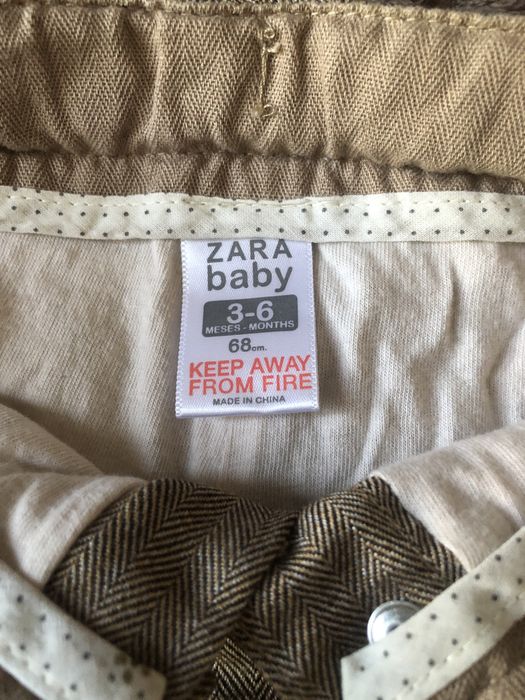 ZARA
baby
3-6
MESES - MONTHS
68cm.
KEEP AWAY
FROM FIRE
MADE IN CHINA